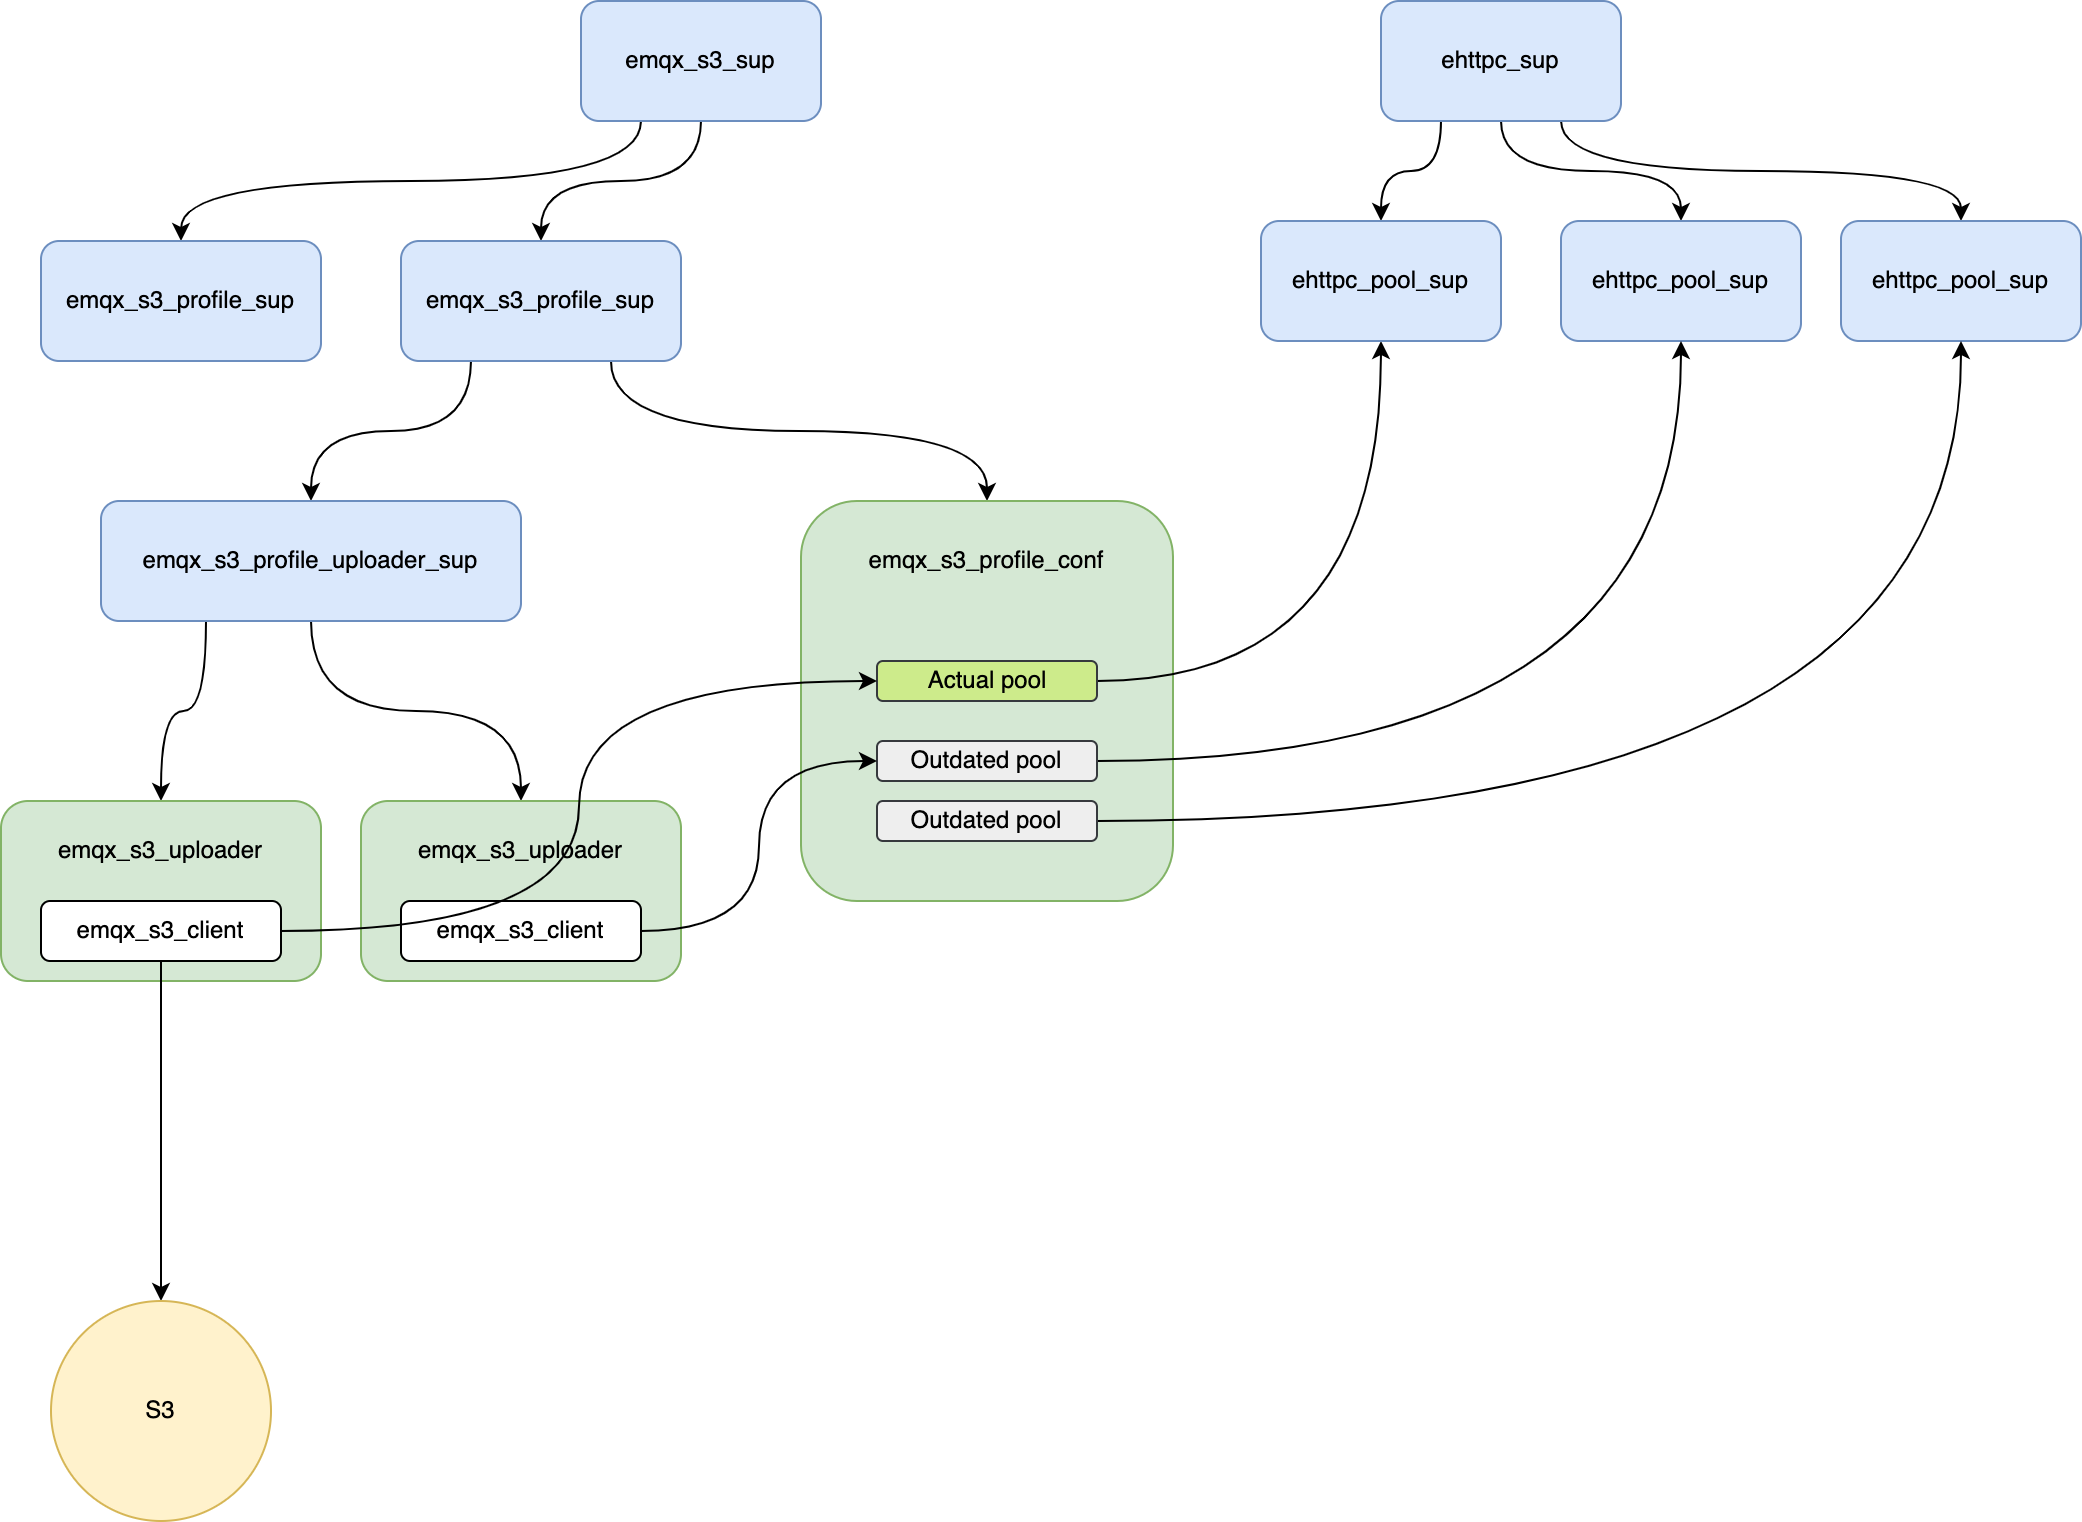 emqx_s3_sup
ehttpc_sup
emqx_s3_profile_sup
emqx_s3_profile_sup
ehttpc_pool_sup
ehttpc_pool_sup
ehttpc_pool_sup
emqx_s3_profile_uploader_sup
emqx_s3_profile_conf
Actual pool
Outdated pool
Outdated pool
emqx_s3_uploader
emqx_s3_uploader
emqx_s3_client
emqx_s3_client
S3